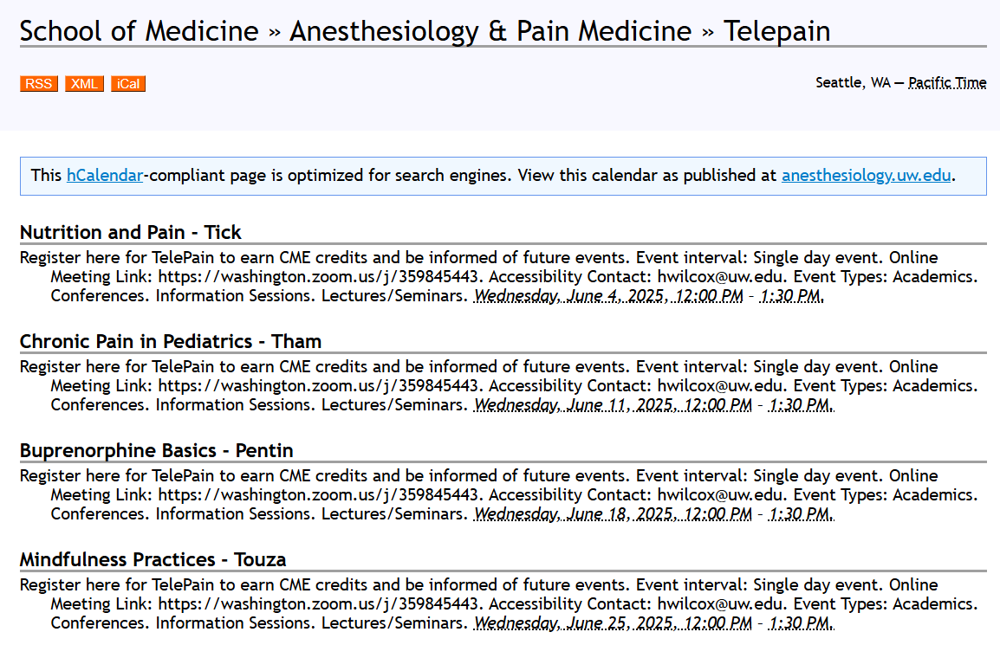 School of Medicine » Anesthesiology & Pain Medicine » Telepain
RSS XML iCal
Seattle, WA — Pacific Time
This hCalendar-compliant page is optimized for search engines. View this calendar as published at anesthesiology.uw.edu.
Nutrition and Pain - Tick
Register here for TelePain to earn CME credits and be informed of future events. Event interval: Single day event. Online
Meeting Link: https://washington.zoom.us/j/359845443. Accessibility Contact: hwilcox@uw.edu. Event Types: Academics.
Conferences. Information Sessions. Lectures/Seminars. Wednesday, June 4, 2025, 12:00 PM – 1:30 PM.
Chronic Pain in Pediatrics - Tham
Register here for TelePain to earn CME credits and be informed of future events. Event interval: Single day event. Online
Meeting Link: https://washington.zoom.us/j/359845443. Accessibility Contact: hwilcox@uw.edu. Event Types: Academics.
Conferences. Information Sessions. Lectures/Seminars. Wednesday, June 11, 2025, 12:00 PM – 1:30 PM.
Buprenorphine Basics - Pentin
Register here for TelePain to earn CME credits and be informed of future events. Event interval: Single day event. Online
Meeting Link: https://washington.zoom.us/j/359845443. Accessibility Contact: hwilcox@uw.edu. Event Types: Academics.
Conferences. Information Sessions. Lectures/Seminars. Wednesday, June 18, 2025, 12:00 PM – 1:30 PM.
Mindfulness Practices - Touza
Register here for TelePain to earn CME credits and be informed of future events. Event interval: Single day event. Online
Meeting Link: https://washington.zoom.us/j/359845443. Accessibility Contact: hwilcox@uw.edu. Event Types: Academics.
Conferences. Information Sessions. Lectures/Seminars. Wednesday, June 25, 2025, 12:00 PM – 1:30 PM.